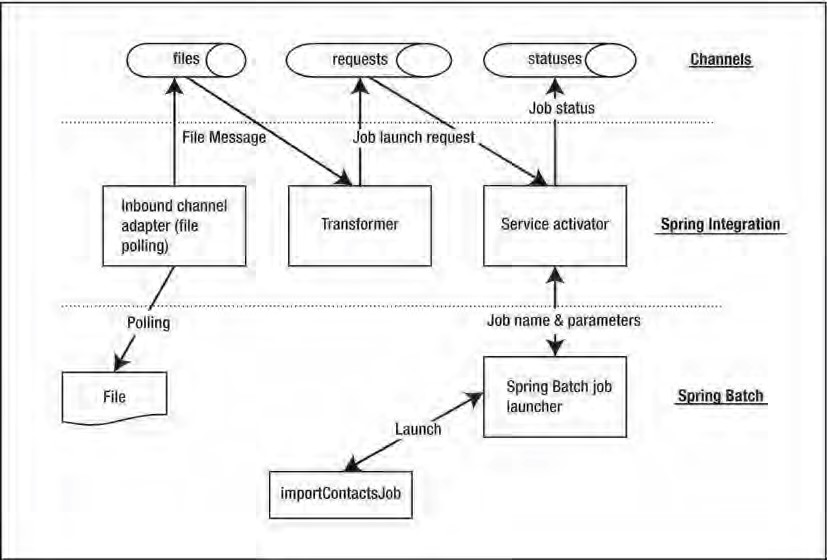 files
requests
statuses
Channels
Job status
File Message
Job launch request
Inbound channel
adapter (file
polling)
Transformer
Service activator
Spring Integration
Polling
Job name & parameters
File
Spring Batch job
launcher
Spring Batch
Launch
importContactsJob